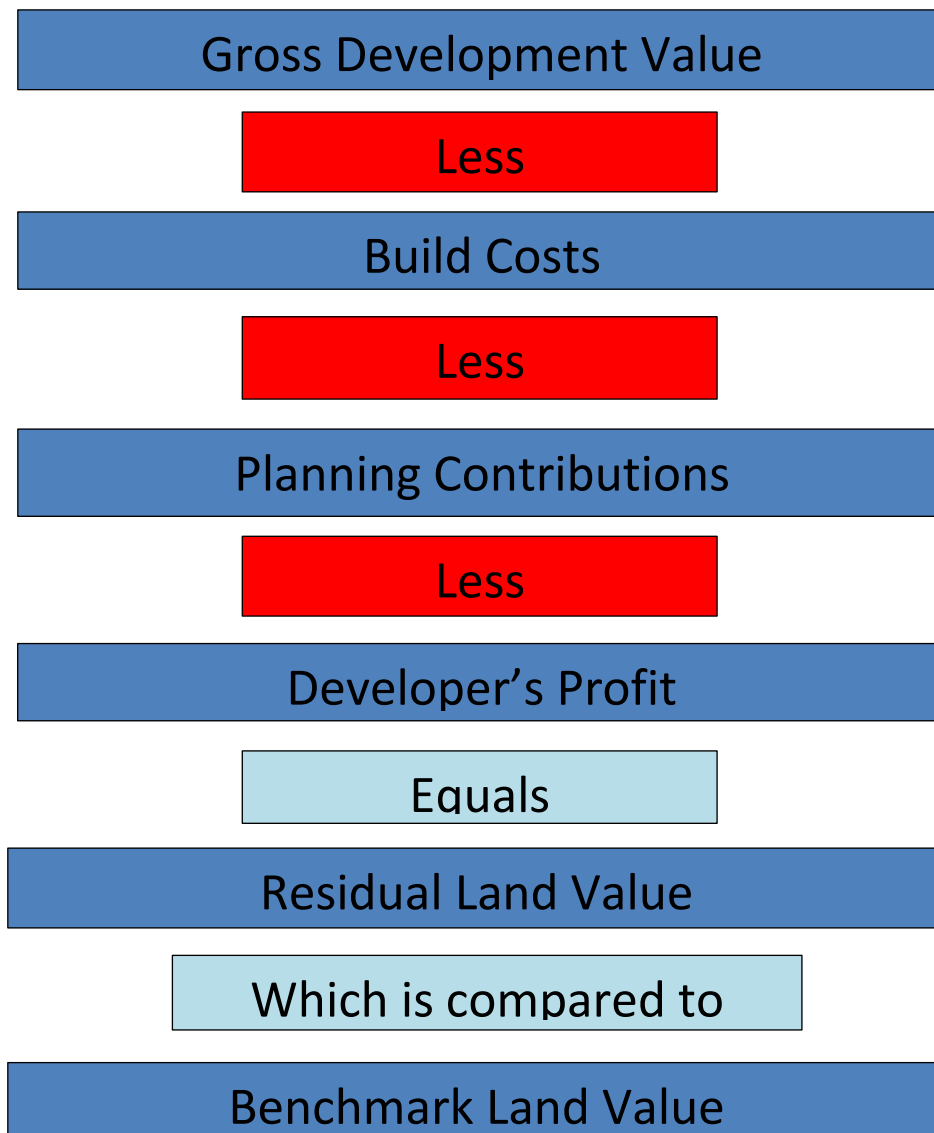 Gross Development Value
Less
Build Costs
Less
Planning Contributions
Less
Developer’s Profit
Equals
Residual Land Value
Which is compared to
Benchmark Land Value